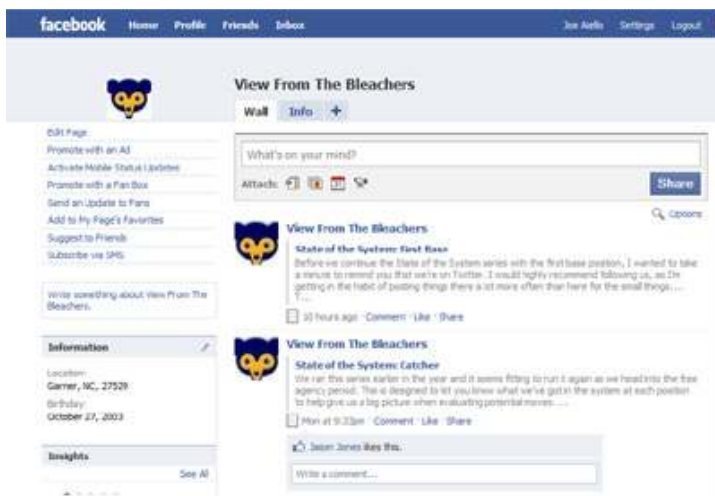 facebook Home Profile Friends Inbox Joe Aiello Settings Logout
View From The Bleachers
Wall Info +
Edit Page
Promote with an Ad
Activate Mobile Status Updates
Promote with a Fan Box
Send an Update to Fans
Add to My Page's Favorites
Suggest to Friends
Subscribe via SMS
Write something about View From The
Bleachers.
Information
Location:
Garner, NC, 27529
Birthday:
October 27, 2003
Insights
See All
What's on your mind?
Attach:
Share
Options
View From The Bleachers
State of the System: First Base
Before we continue the State of the System series with the first base position, I wanted to take
a minute to remind you that we're on Twitter. I would highly recommend following us, as I'm
getting in the habit of posting things there a lot more often than here for the small things....
T...
10 hours ago · Comment · Like · Share
View From The Bleachers
State of the System: Catcher
We ran this series earlier in the year and it seems fitting to run it again as we head into the free
agency period. This is designed to let you know what we've got in the system at each position
to help give us a big picture when evaluating potential moves. ...
Mon at 9:33pm · Comment · Like · Share
Jason Jones likes this.
Write a comment...